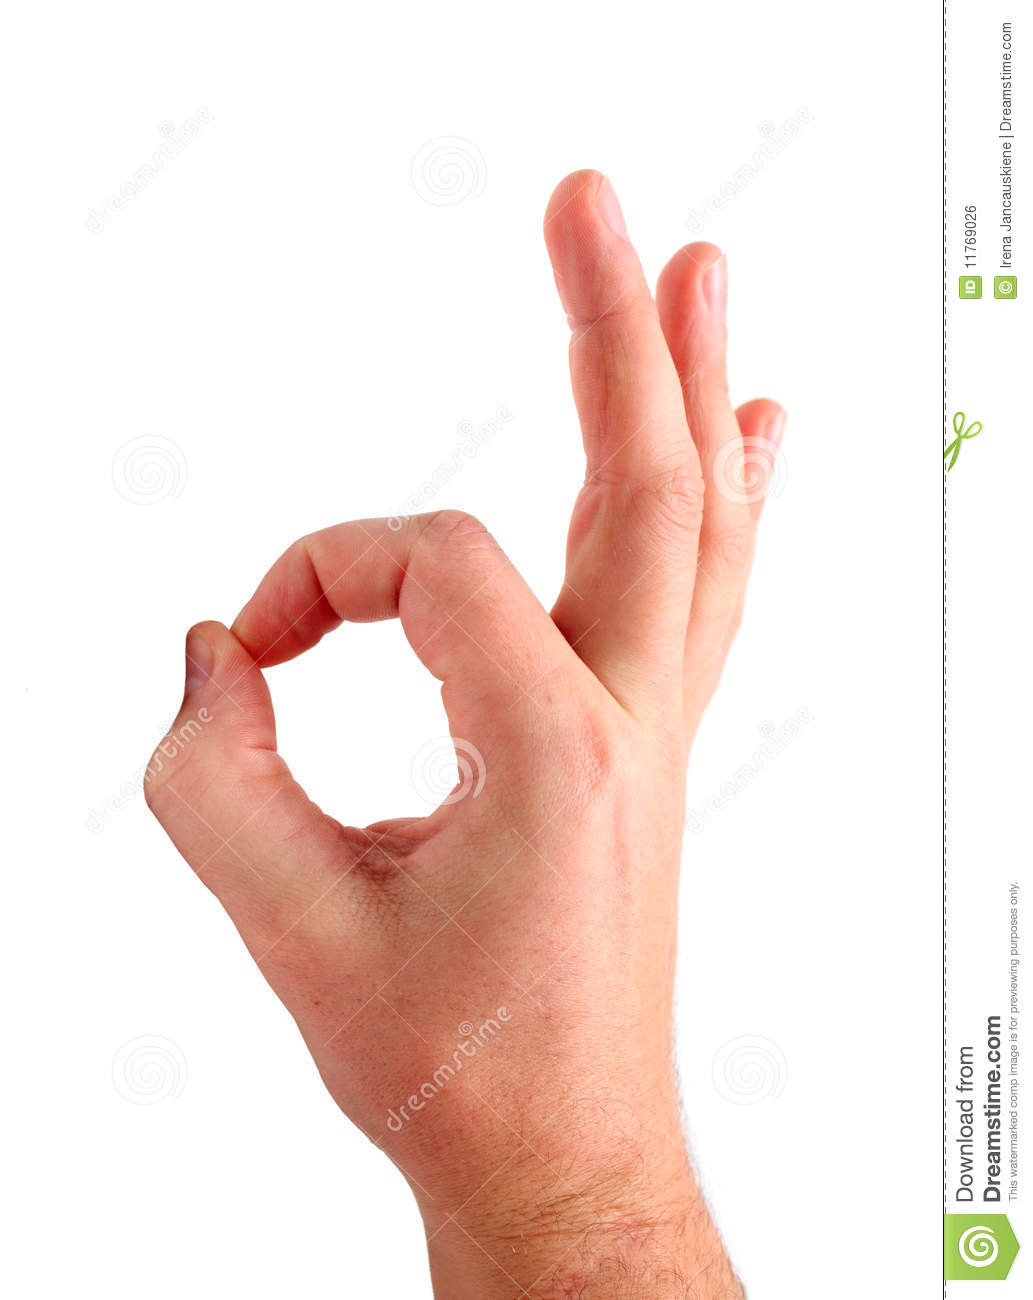 dreamstime
dreamstime
dreamstime
dreamstime
dreamstime
dreamstime
ID 11769026
© Irena Jancauskiene | Dreamstime.com
Download from
Dreamstime.com
This watermarked comp image is for previewing purposes only.